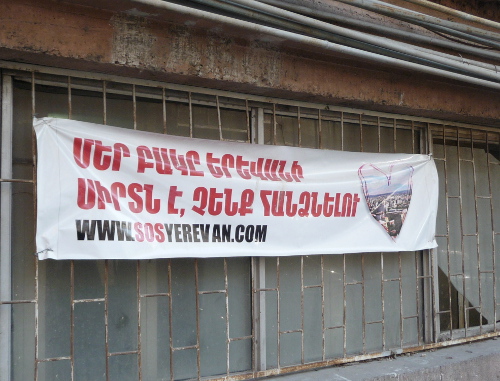 ՄԵՐ ԲԱԿԸ ԵՐԵՎԱՆԻ
ՍԻՐՏՆ Է, ՉԵՆՔ ՀԱՆՁՆԵԼՈՒ
WWW.SOSYEREVAN.COM